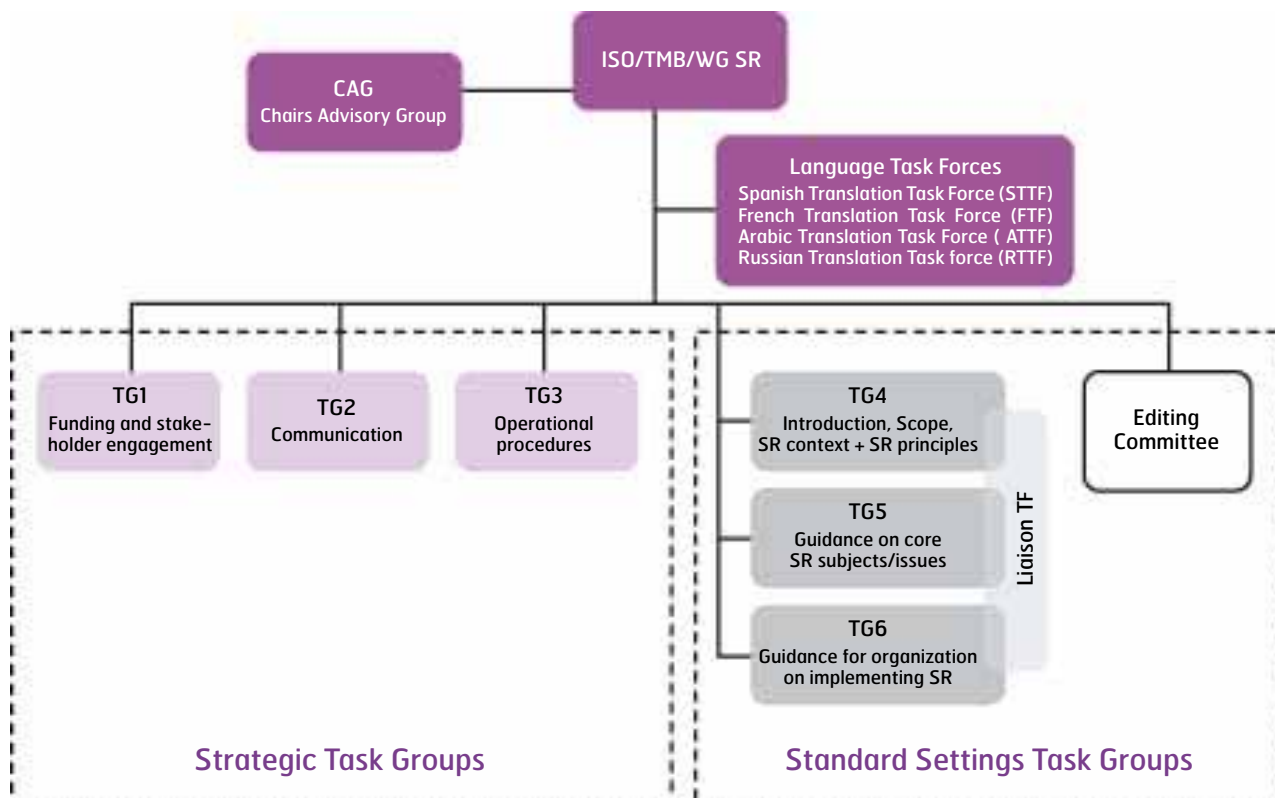 ISO/TMB/WG SR
CAG
Chairs Advisory Group
Language Task Forces
Spanish Translation Task Force (STTF)
French Translation Task Force (FTF)
Arabic Translation Task Force ( ATTF)
Russian Translation Task force (RTTF)
TG1
Funding and stake-
holder engagement
TG2
Communication
TG3
Operational
procedures
TG4
Introduction, Scope,
SR context + SR principles
TG5
Guidance on core
SR subjects/issues
TG6
Guidance for organization
on implementing SR
Liaison TF
Editing
Committee
Strategic Task Groups
Standard Settings Task Groups